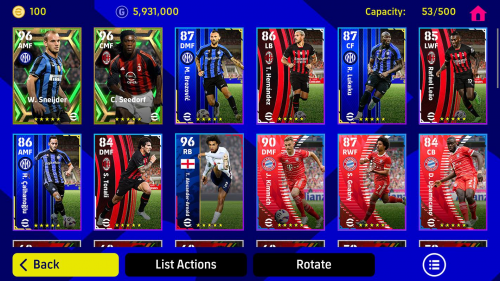 100
G 5,931,000
Capacity: 53/500
96
AMF
W. Sneijder
96
CMF
C. Seedorf
87
DMF
M. Brozović
86
LB
T. Hernández
87
CF
R. Lukaku
85
LWF
Rafael Leão
86
AMF
H. Çalhanoğlu
84
DMF
S. Tonali
96
RB
T. Alexander-Arnold
90
DMF
J. Kimmich
87
RWF
S. Gnabry
84
CB
D. Upamecano
Back
List Actions
Rotate